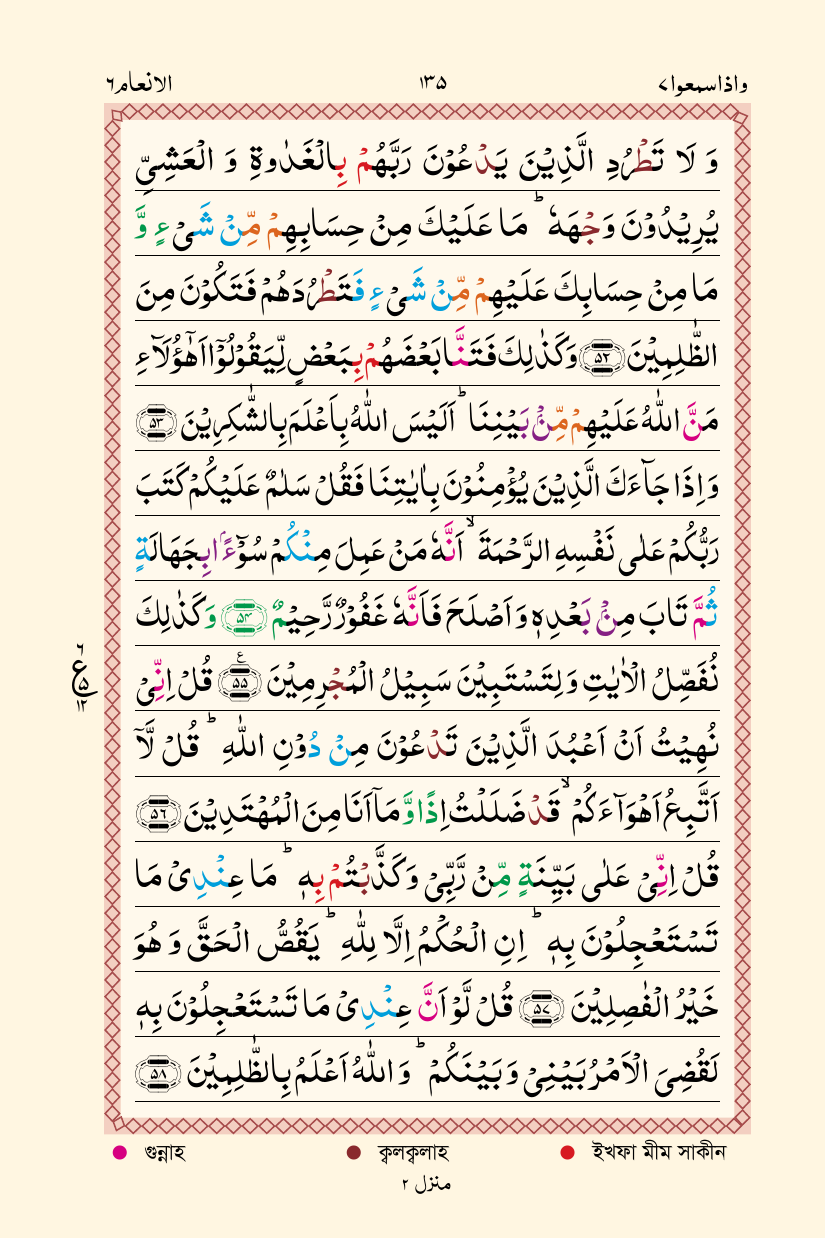 الانعام ٦ ١٣٥ واذاسمعوا ٧
وَ لَا تَطْرُدِ الَّذِيْنَ يَدْعُوْنَ رَبَّهُمْ بِالْغَدٰوةِ وَ الْعَشِيِّ
يُرِيْدُوْنَ وَجْهَهٗ ؕ مَا عَلَيْكَ مِنْ حِسَابِهِمْ مِّنْ شَیْءٍ وَّ
مَا مِنْ حِسَابِكَ عَلَيْهِمْ مِّنْ شَیْءٍ فَتَطْرُدَهُمْ فَتَكُوْنَ مِنَ
الظّٰلِمِيْنَ ﴿۵۲﴾ وَكَذٰلِكَ فَتَنَّا بَعْضَهُمْ بِبَعْضٍ لِّيَقُوْلُوْۤا اَهٰۤؤُلَآءِ
مَنَّ اللّٰهُ عَلَيْهِمْ مِّنْۢ بَيْنِنَا ؕ اَلَيْسَ اللّٰهُ بِاَعْلَمَ بِالشّٰكِرِيْنَ ﴿۵۳﴾
وَاِذَا جَآءَكَ الَّذِيْنَ يُؤْمِنُوْنَ بِاٰيٰتِنَا فَقُلْ سَلٰمٌ عَلَيْكُمْ كَتَبَ
رَبُّكُمْ عَلٰى نَفْسِهِ الرَّحْمَةَ ۙ اَنَّهٗ مَنْ عَمِلَ مِنْكُمْ سُوْٓءًۢا بِجَهَالَةٍ
ثُمَّ تَابَ مِنْۢ بَعْدِهٖ وَاَصْلَحَ فَاَنَّهٗ غَفُوْرٌ رَّحِيْمٌ ﴿۵۴﴾ وَكَذٰلِكَ
نُفَصِّلُ الْاٰيٰتِ وَلِتَسْتَبِيْنَ سَبِيْلُ الْمُجْرِمِيْنَ ﴿۵۵﴾ ع قُلْ اِنِّیْ
٦
ع ۵
١٢
نُهِيْتُ اَنْ اَعْبُدَ الَّذِيْنَ تَدْعُوْنَ مِنْ دُوْنِ اللّٰهِ ؕ قُلْ لَّاۤ
اَتَّبِعُ اَهْوَآءَكُمْ ۙ قَدْ ضَلَلْتُ اِذًا وَّمَاۤ اَنَا مِنَ الْمُهْتَدِيْنَ ﴿۵۶﴾
قُلْ اِنِّیْ عَلٰى بَيِّنَةٍ مِّنْ رَّبِّیْ وَكَذَّبْتُمْ بِهٖ ؕ مَا عِنْدِیْ مَا
تَسْتَعْجِلُوْنَ بِهٖ ؕ اِنِ الْحُكْمُ اِلَّا لِلّٰهِ ؕ يَقُصُّ الْحَقَّ وَ هُوَ
خَيْرُ الْفٰصِلِيْنَ ﴿۵۷﴾ قُلْ لَّوْ اَنَّ عِنْدِیْ مَا تَسْتَعْجِلُوْنَ بِهٖ
لَقُضِیَ الْاَمْرُ بَيْنِیْ وَبَيْنَكُمْ ؕ وَاللّٰهُ اَعْلَمُ بِالظّٰلِمِيْنَ ﴿۵۸﴾
গুন্নাহ ক্বলক্বলাহ ইখফা মীম সাকীন
منزل ۲